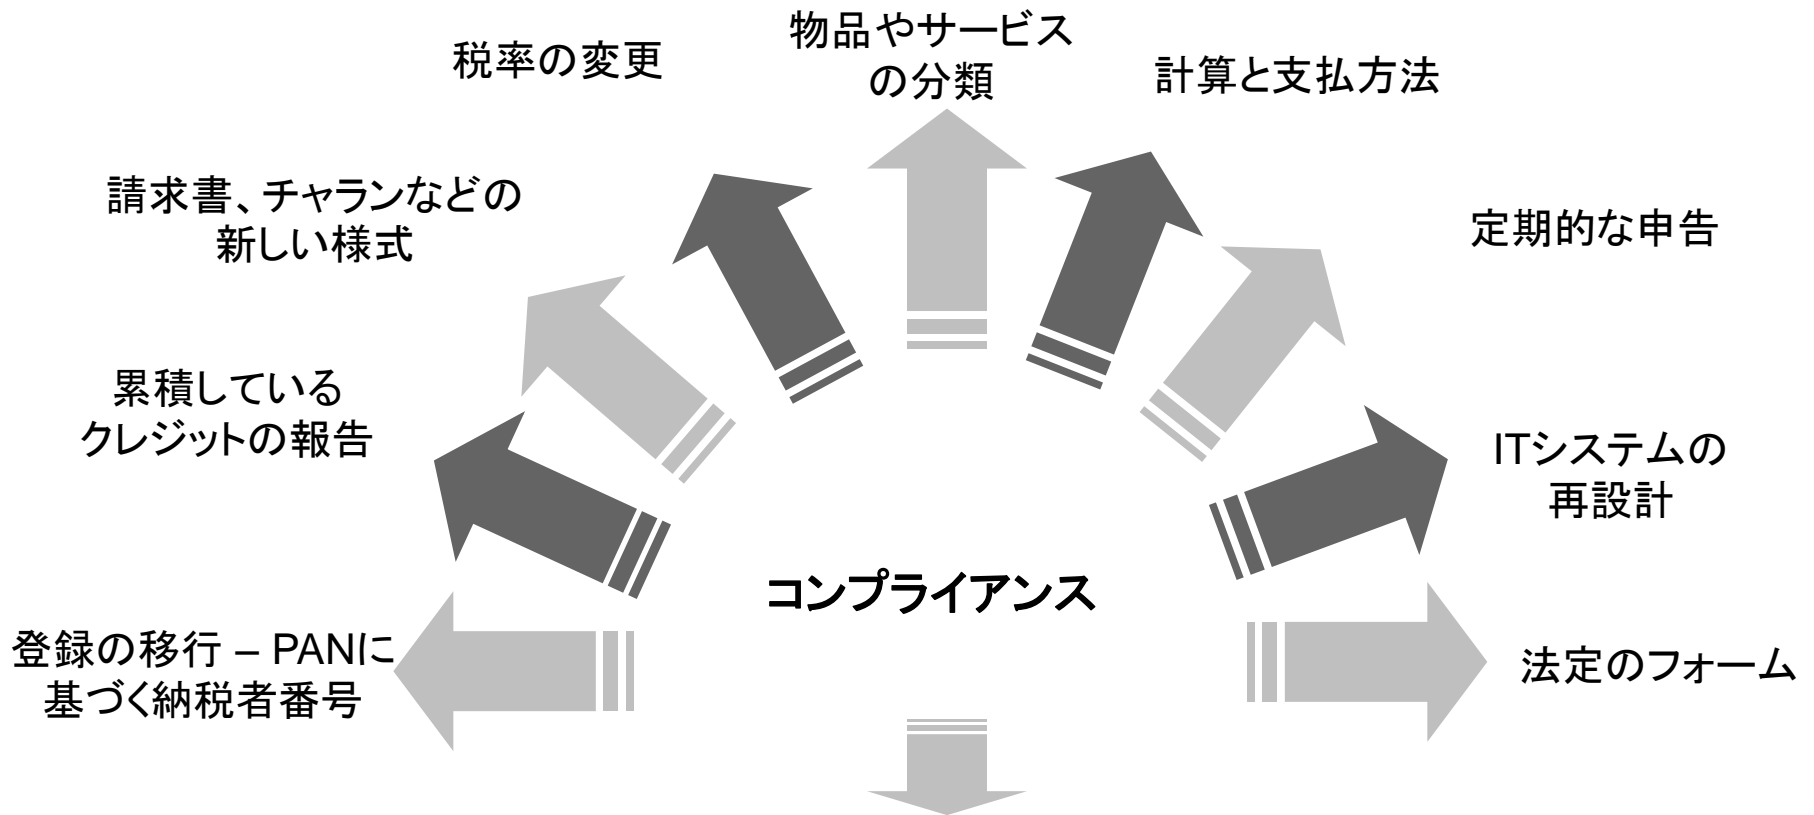 物品やサービス
の分類
税率の変更
計算と支払方法
請求書、チャランなどの
新しい様式
定期的な申告
累積している
クレジットの報告
ITシステムの
再設計
コンプライアンス
登録の移行 – PANに
基づく納税者番号
法定のフォーム